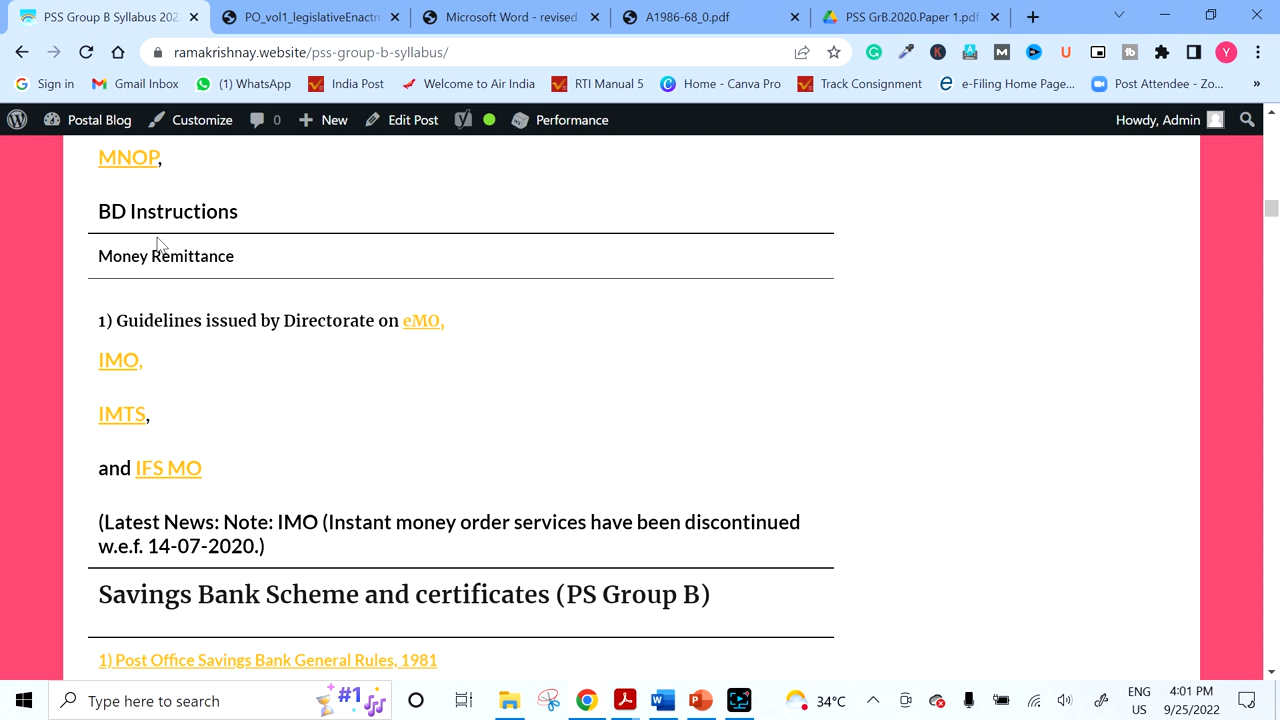 PSS Group B Syllabus 202
PO_vol1_legislativeEnactm
Microsoft Word - revised
A1986-68_0.pdf
PSS GrB.2020.Paper 1.pdf
ramakrishnay.website/pss-group-b-syllabus/
Sign in
Gmail Inbox
(1) WhatsApp
India Post
Welcome to Air India
RTI Manual 5
Home - Canva Pro
Track Consignment
e-Filing Home Page...
Post Attendee - Zo...
»
Post Blog
Customize
0
New
Edit Post
Performance
Howdy, Admin
MNOP,
BD Instructions
Money Remittance
1) Guidelines issued by Directorate on eMO,
IMO,
IMTS,
and IFS MO
(Latest News: Note: IMO (Instant money order services have been discontinued
w.e.f. 14-07-2020.)
Savings Bank Scheme and certificates (PS Group B)
1) Post Office Savings Bank General Rules, 1981
Type here to search
#1
34°C
ENG
US
4:01 PM
9/25/2022